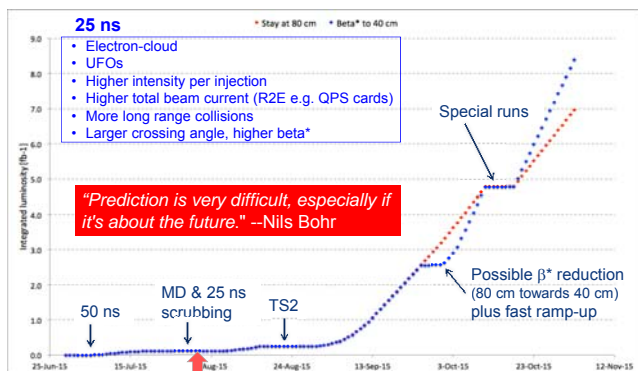 25 ns
• Electron-cloud
• UFOs
• Higher intensity per injection
• Higher total beam current (R2E e.g. QPS cards)
• More long range collisions
• Larger crossing angle, higher beta*
Stay at 80 cm
Beta* to 40 cm
Integrated luminosity [fb-1]
9.0
8.0
7.0
6.0
5.0
4.0
3.0
2.0
1.0
0.0
Special runs
“Prediction is very difficult, especially if
it's about the future." --Nils Bohr
Possible β* reduction
(80 cm towards 40 cm)
plus fast ramp-up
50 ns
MD & 25 ns
scrubbing
TS2
25-Jun-15
15-Jul-15
Aug-15
24-Aug-15
13-Sep-15
3-Oct-15
23-Oct-15
12-Nov-15